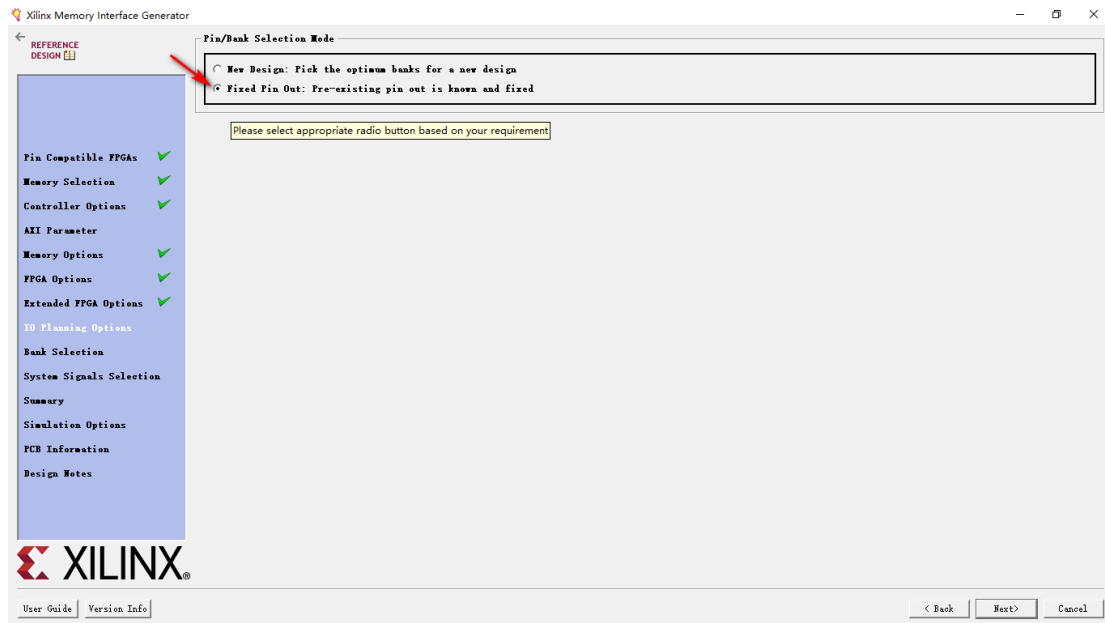 Xilinx Memory Interface Generator
REFERENCE
DESIGN
Pin/Bank Selection Mode
New Design: Pick the optimum banks for a new design
Fixed Pin Out: Pre-existing pin out is known and fixed
Please select appropriate radio button based on your requirement
Pin Compatible FPGAs
Memory Selection
Controller Options
AXI Parameter
Memory Options
FPGA Options
Extended FPGA Options
IO Planning Options
Bank Selection
System Signals Selection
Summary
Simulation Options
PCB Information
Design Notes
XILINX®
User Guide
Version Info
< Back
Next>
Cancel